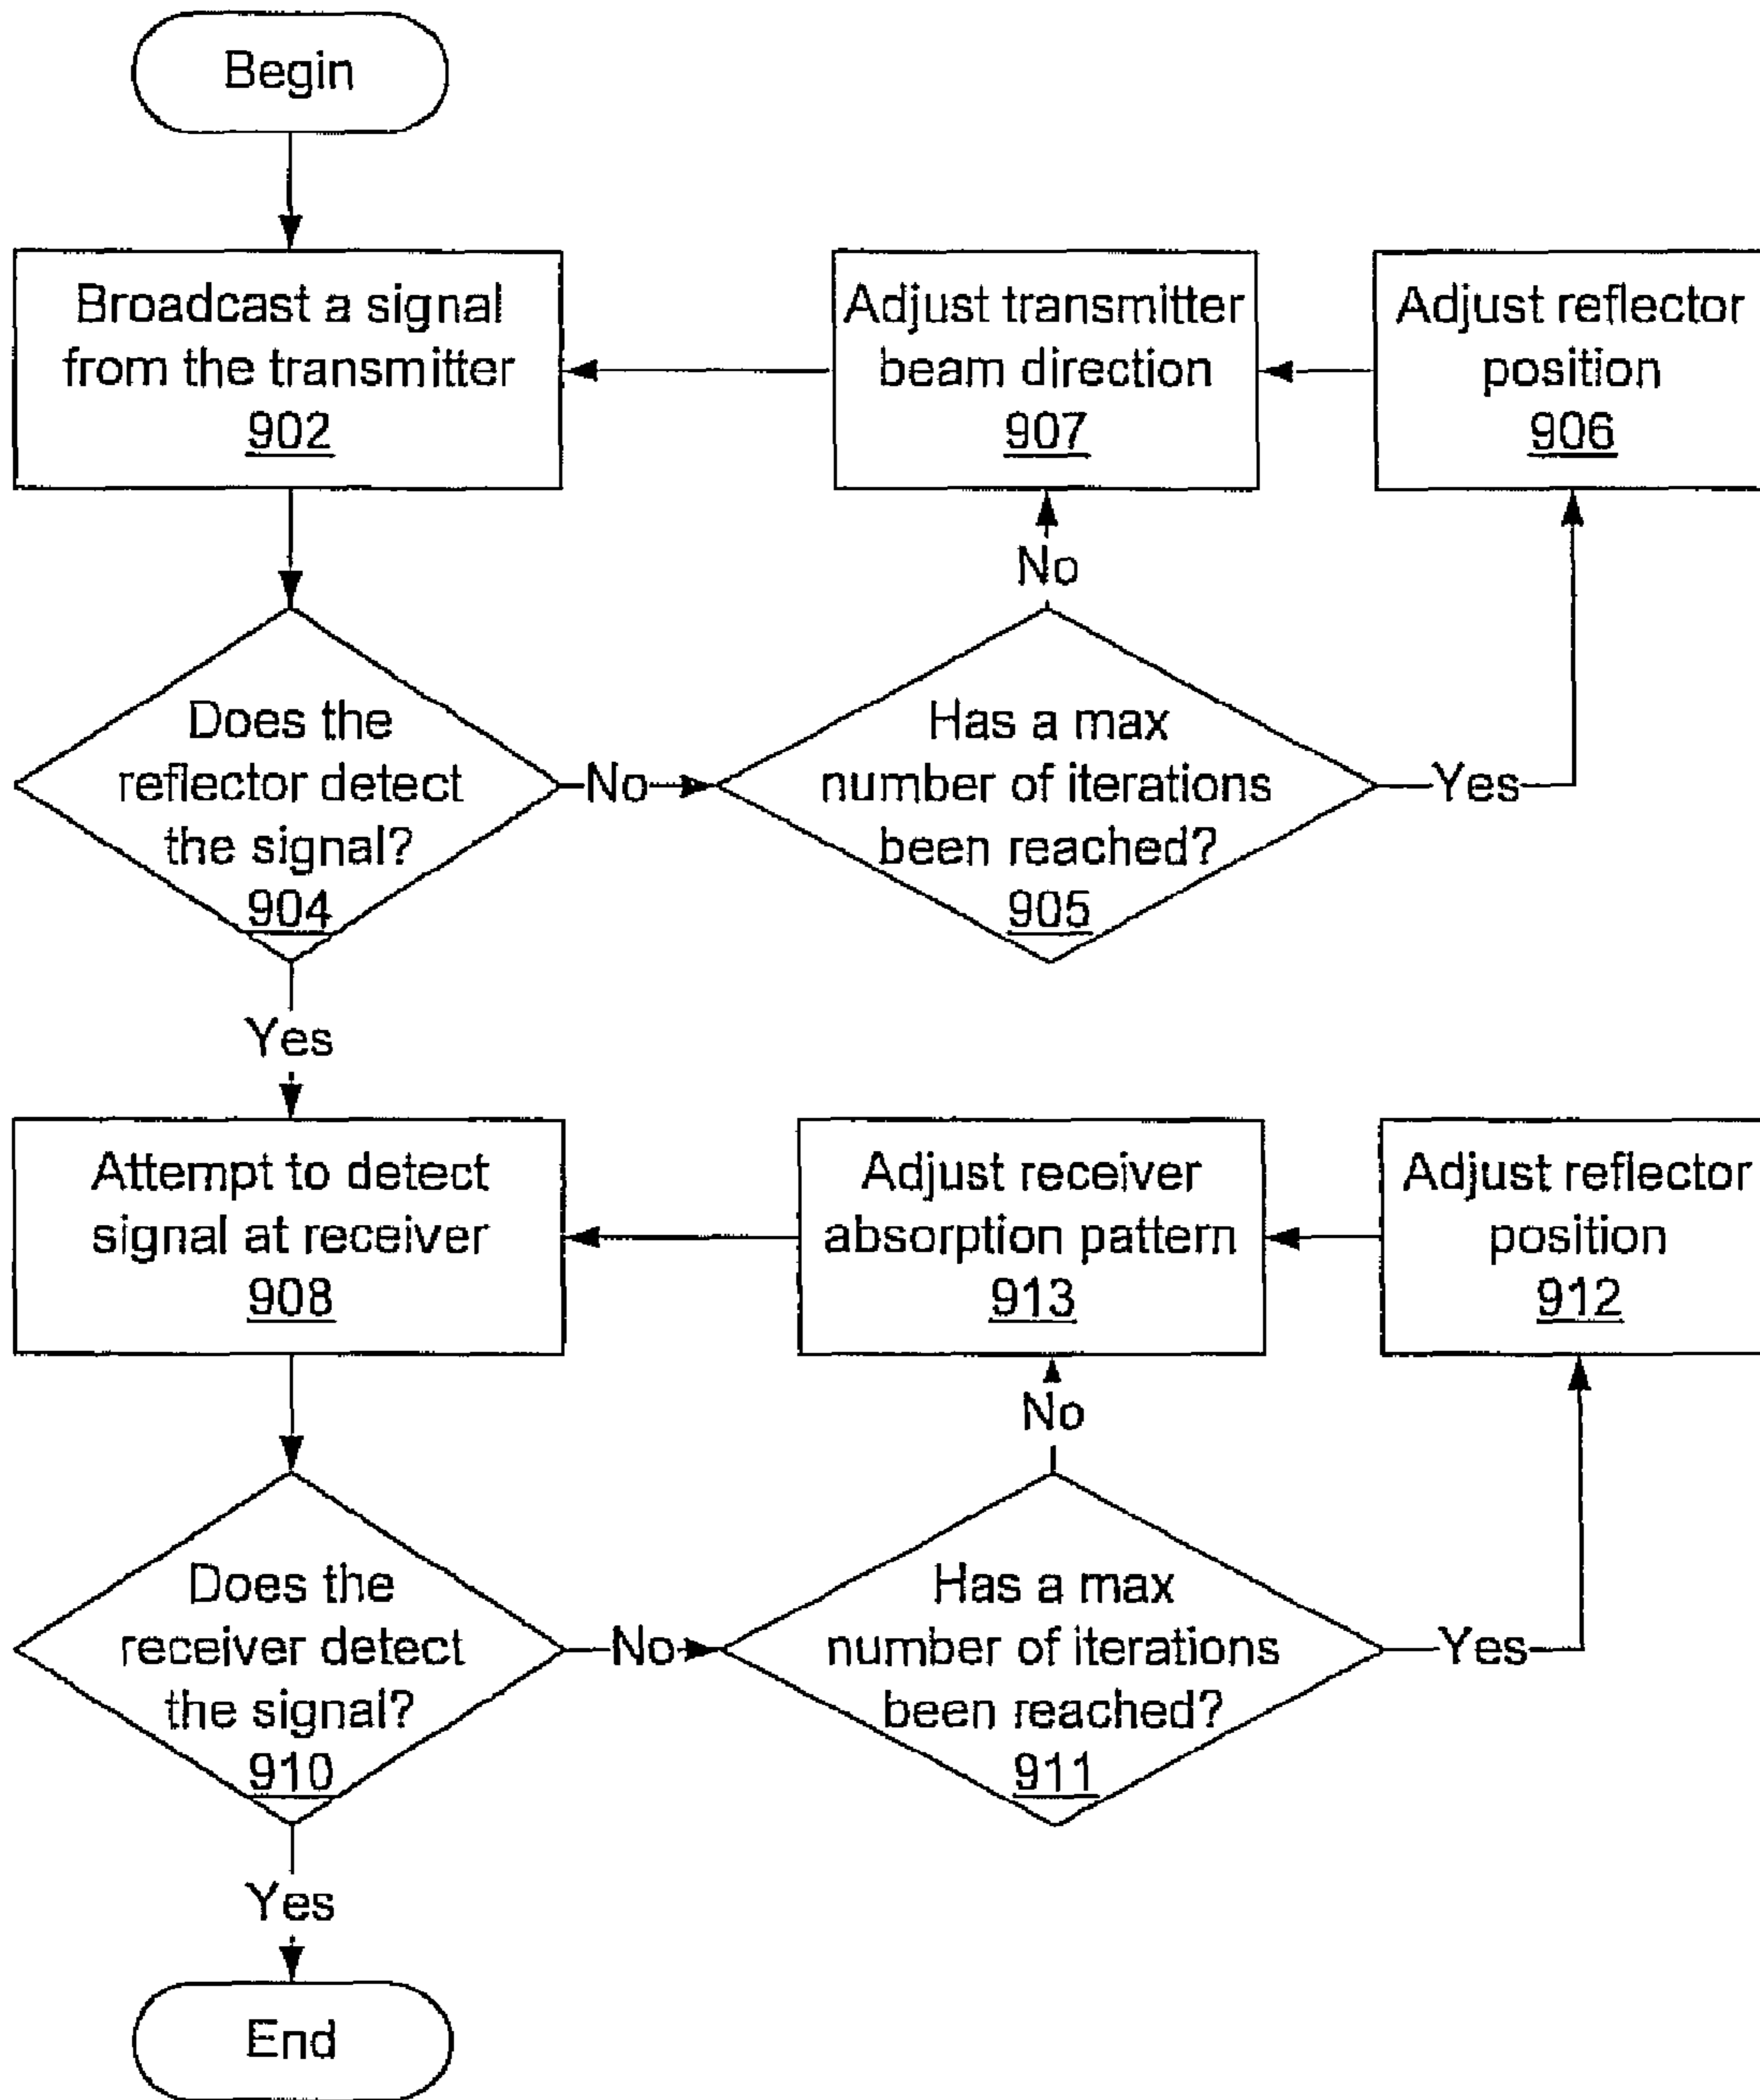 Begin
Broadcast a signal
from the transmitter
902
Adjust transmitter
beam direction
907
Adjust reflector
position
906
No
Does the
reflector detect
the signal?
904
No
Has a max
number of iterations
been reached?
905
Yes
Yes
Attempt to detect
signal at receiver
908
Adjust receiver
absorption pattern
913
Adjust reflector
position
912
No
Does the
receiver detect
the signal?
910
No
Has a max
number of iterations
been reached?
911
Yes
Yes
End